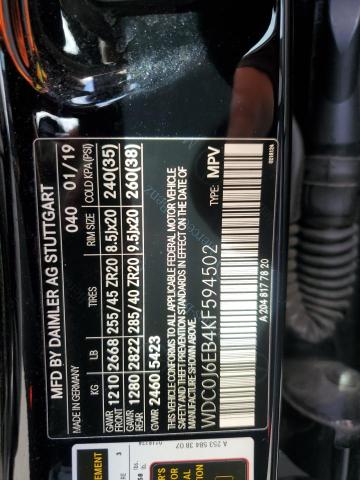 MFD BY DAIMLER AG STUTTGART
MADE IN GERMANY 040 01/19
KG LB TIRES RIM SIZE COLD KPA(PSI)
GAWR FRONT 1210 2668 255/45 ZR20 8.5Jx20 240(35)
GAWR REAR 1280 2822 285/40 ZR20 9.5Jx20 260(38)
GVWR 2460 5423
THIS VEHICLE CONFORMS TO ALL APPLICABLE FEDERAL MOTOR VEHICLE
SAFETY, BUMPER AND THEFT PREVENTION STANDARDS IN EFFECT
ON THE DATE OF MANUFACTURE SHOWN ABOVE
WDC0J6EB4KF594502 MPV
A 204 817 78 20
A 253 584 38 07
3